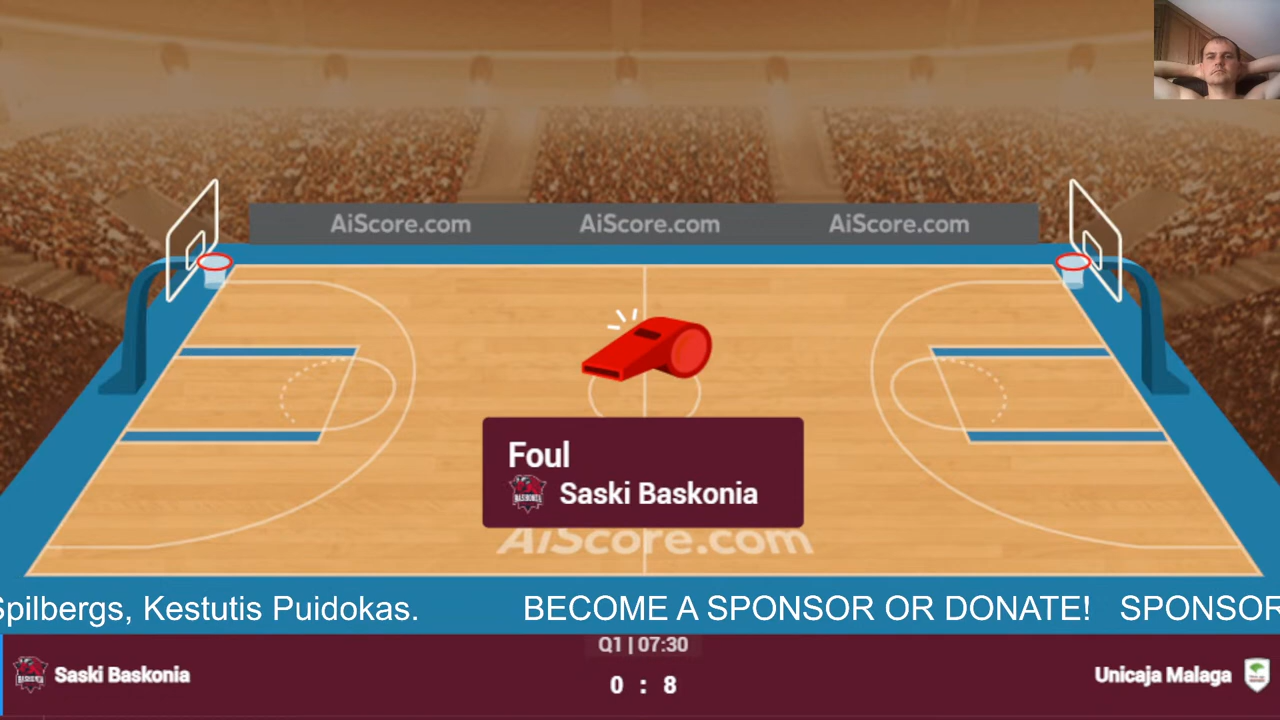 AiScore.com AiScore.com AiScore.com
Foul
BASKONIA
Saski Baskonia
AiScore.com
Spilbergs, Kestutis Puidokas. BECOME A SPONSOR OR DONATE! SPONSOR
Q1 | 07:30
Saski Baskonia
0 : 8
Unicaja Malaga